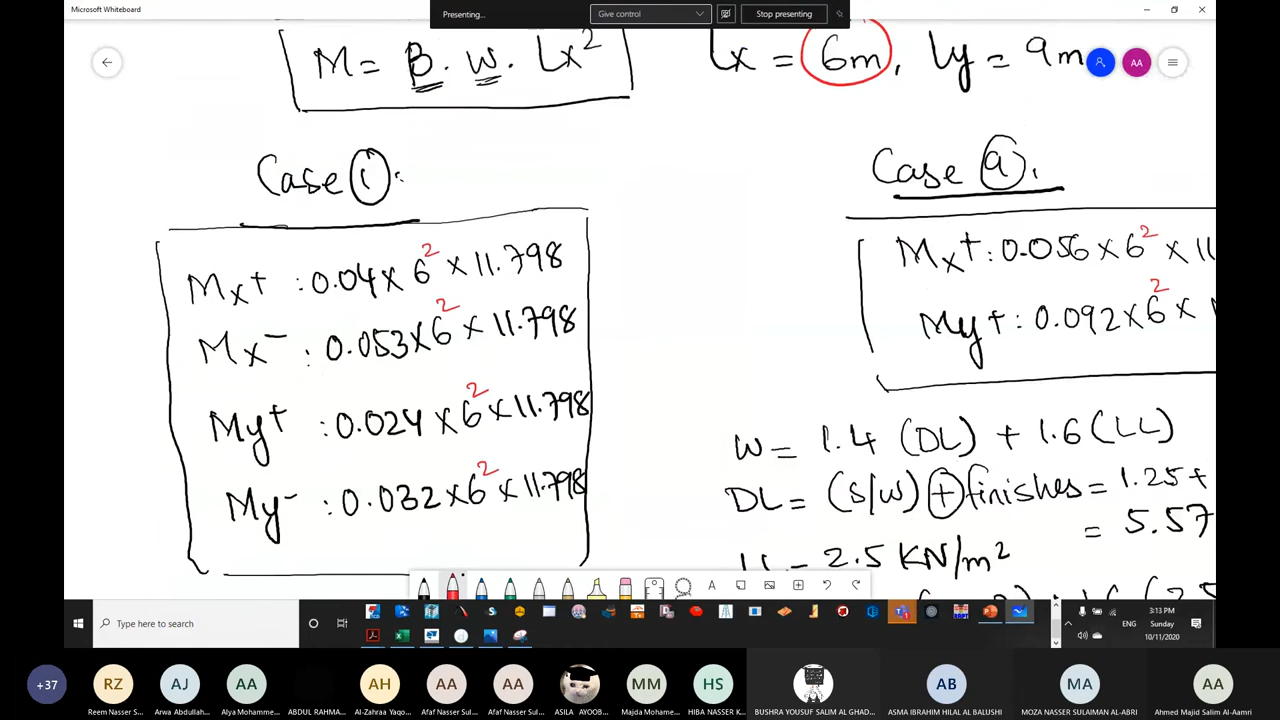 Microsoft Whiteboard
Presenting...
Give control
Stop presenting
M = B. w. Lx²
Lx = 6m, ly = 9m
AA
Case ①:
Mx+ : 0.04 x 6² x 11.798
Mx- : 0.053 x 6² x 11.798
My+ : 0.024 x 6² x 11.798
My- : 0.032 x 6² x 11.798
Case ⑨.
Mx+ : 0.056 x 6² x 11
My+ : 0.092 x 6² x
W = 1.4 (DL) + 1.6 (LL)
DL = (S/W) + finishes = 1.25 +
= 5.57
LL = 2.5 KN/m²
Type here to search
ENG
3:13 PM
Sunday
10/11/2020
+37
RZ
AJ
AA
AH
AA
AA
MM
HS
AB
MA
AA
Reem Nasser S...
Arwa Abdullah...
Alya Mohamme...
ABDUL RAHMA...
Al-Zahraa Yaqo...
Afaf Nasser Sul...
Afaf Nasser Sul...
ASILA AYOOB...
Majda Mohame...
HIBA NASSER K...
BUSHRA YOUSUF SALIM AL GHAD...
ASMA IBRAHIM HILAL AL BALUSHI
MOZA NASSER SULAIMAN AL-ABRI
Ahmed Majid Salim Al-Aamri